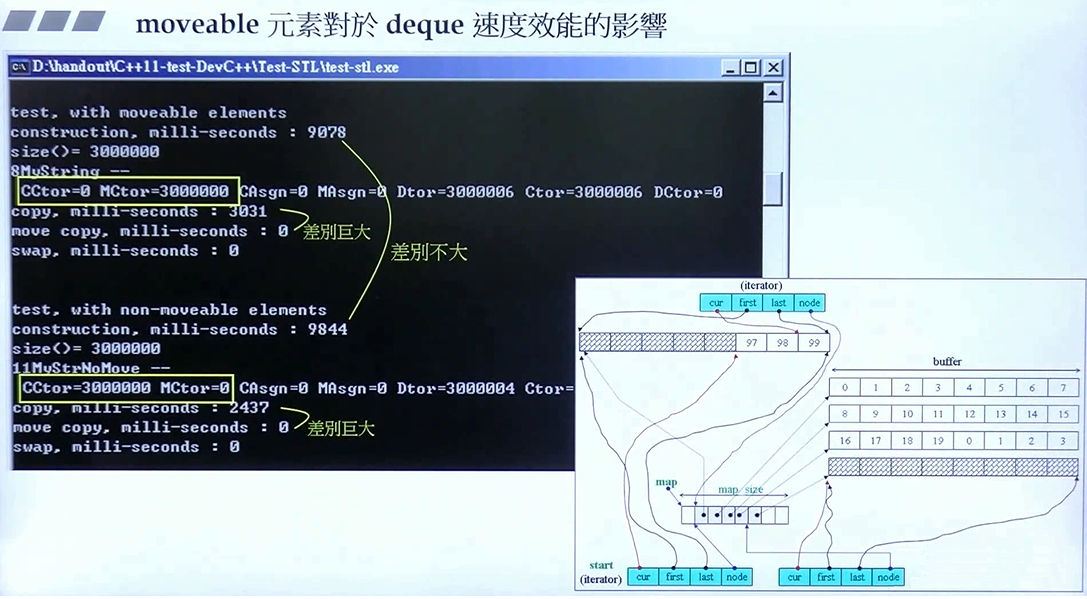 moveable 元素對於 deque 速度效能的影響
D:\handout\C++11-test-DevC++\Test-STL\test-stl.exe
test, with moveable elements
construction, milli-seconds : 9078
size()= 3000000
8MyString --
CCtor=0 MCtor=3000000 CAsgn=0 MAsgn=0 Dtor=3000006 Ctor=3000006 DCtor=0
copy, milli-seconds : 3031
move copy, milli-seconds : 0 差別巨大
swap, milli-seconds : 0
差別不大
test, with non-moveable elements
construction, milli-seconds : 9844
size()= 3000000
11MyStrNoMove --
CCtor=3000000 MCtor=0 CAsgn=0 MAsgn=0 Dtor=3000004 Ctor=
copy, milli-seconds : 2437
move copy, milli-seconds : 0 差別巨大
swap, milli-seconds : 0
(iterator)
cur first last node
97 98 99
buffer
0 1 2 3 4 5 6 7
8 9 10 11 12 13 14 15
16 17 18 19 0 1 2 3
map
map size
start
(iterator)
cur first last node
cur first last node